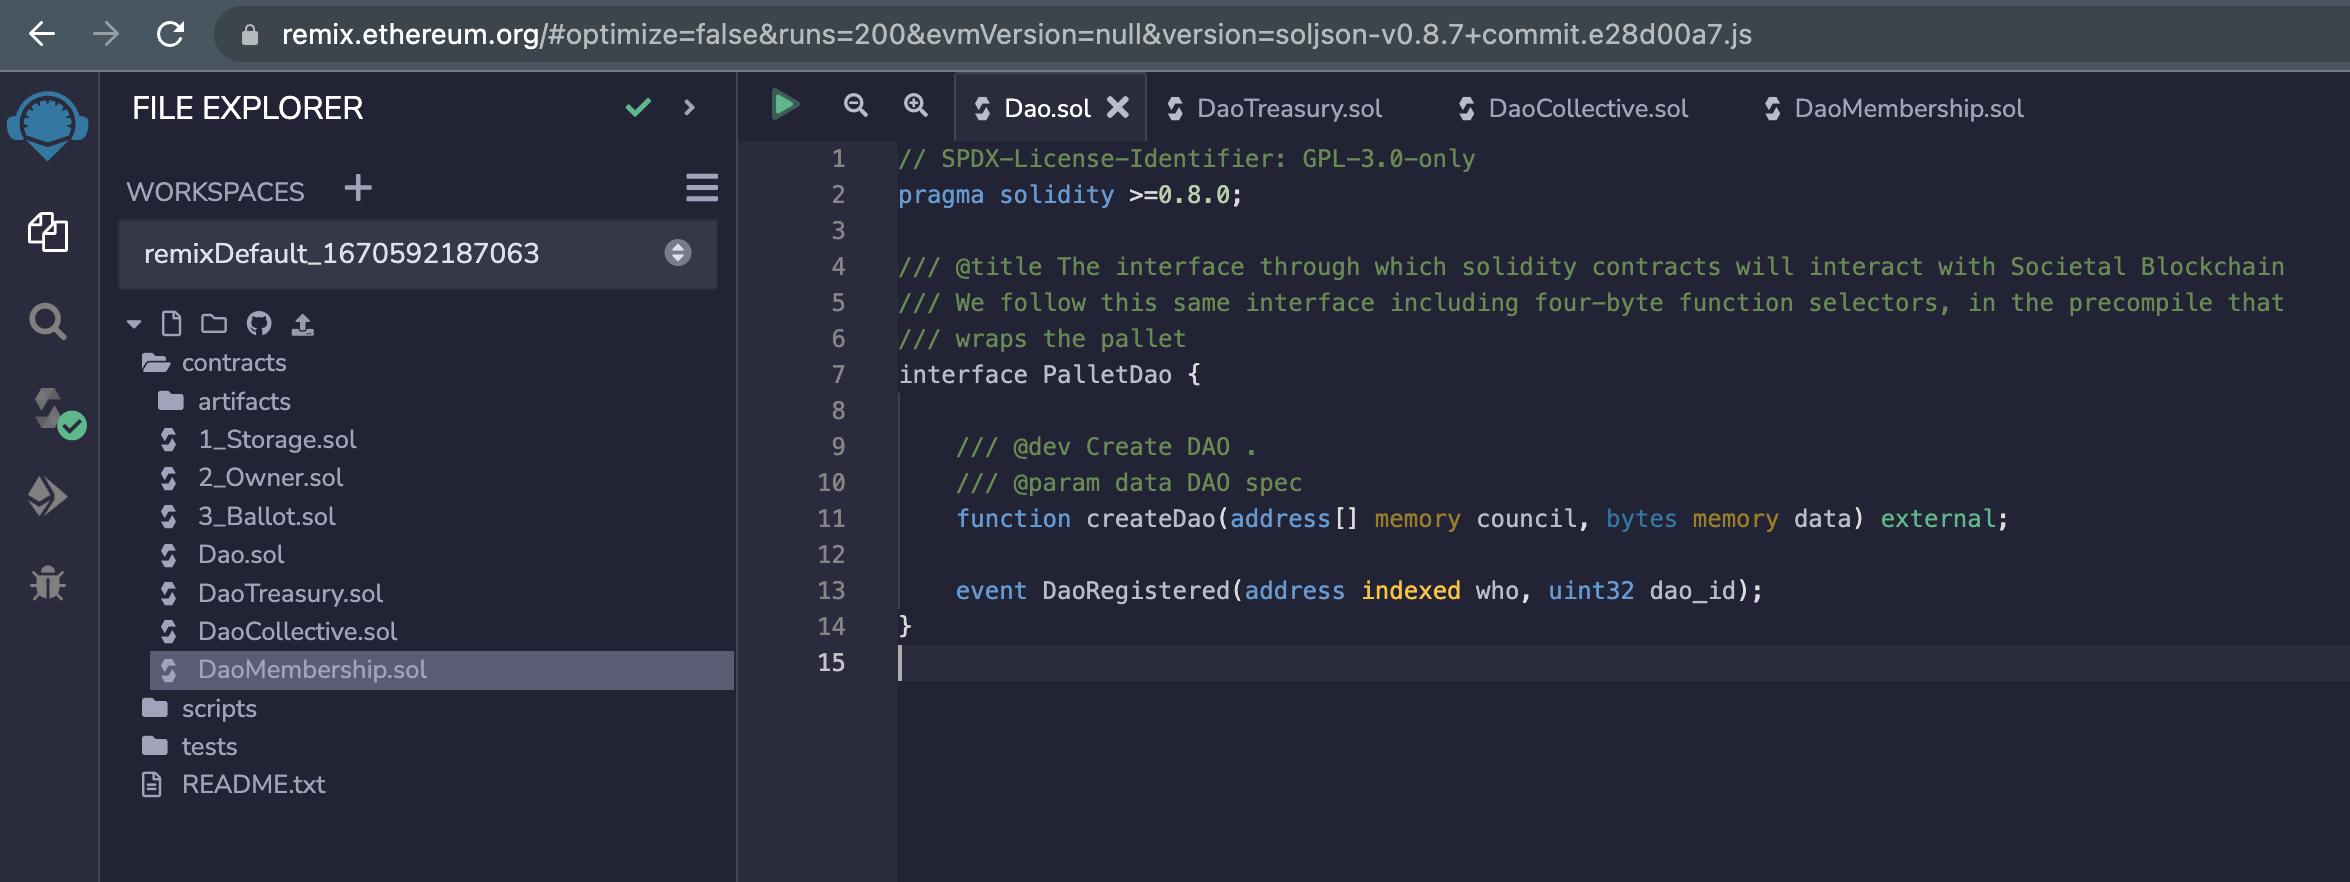 remix.ethereum.org/#optimize=false&runs=200&evmVersion=null&version=soljson-v0.8.7+commit.e28d00a7.js
FILE EXPLORER
WORKSPACES
remixDefault_1670592187063
contracts
artifacts
1_Storage.sol
2_Owner.sol
3_Ballot.sol
Dao.sol
DaoTreasury.sol
DaoCollective.sol
DaoMembership.sol
scripts
tests
README.txt
Dao.sol DaoTreasury.sol DaoCollective.sol DaoMembership.sol
1 // SPDX-License-Identifier: GPL-3.0-only
2 pragma solidity >=0.8.0;
3
4 /// @title The interface through which solidity contracts will interact with Societal Blockchain
5 /// We follow this same interface including four-byte function selectors, in the precompile that
6 /// wraps the pallet
7 interface PalletDao {
8
9 /// @dev Create DAO .
10 /// @param data DAO spec
11 function createDao(address[] memory council, bytes memory data) external;
12
13 event DaoRegistered(address indexed who, uint32 dao_id);
14 }
15